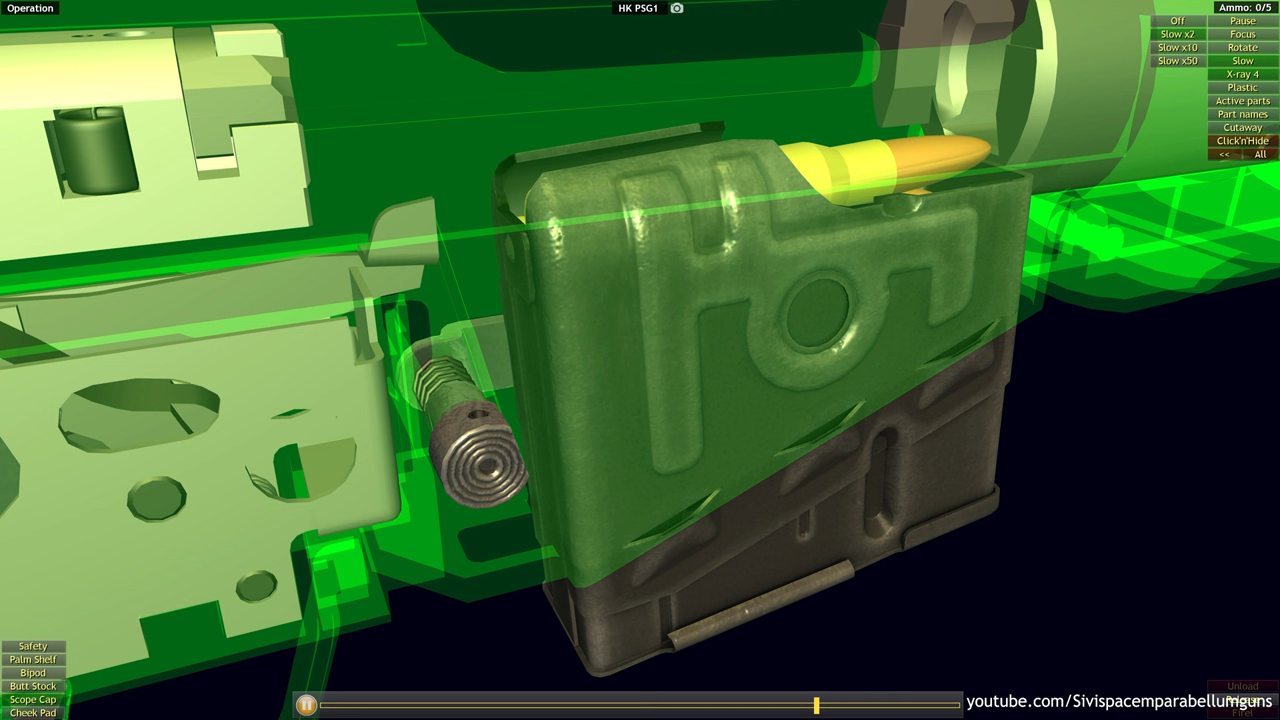 Operation
HK PSG1
Ammo: 0/5
Off
Pause
Slow x2
Focus
Slow x10
Rotate
Slow x50
Slow
X-ray 4
Plastic
Active parts
Part names
Cutaway
Click'n'Hide
<<
All
Safety
Palm Shelf
Bipod
Butt Stock
Scope Cap
Cheek Pad
Unload
youtube.com/Sivispacemparabellumguns
Fire!